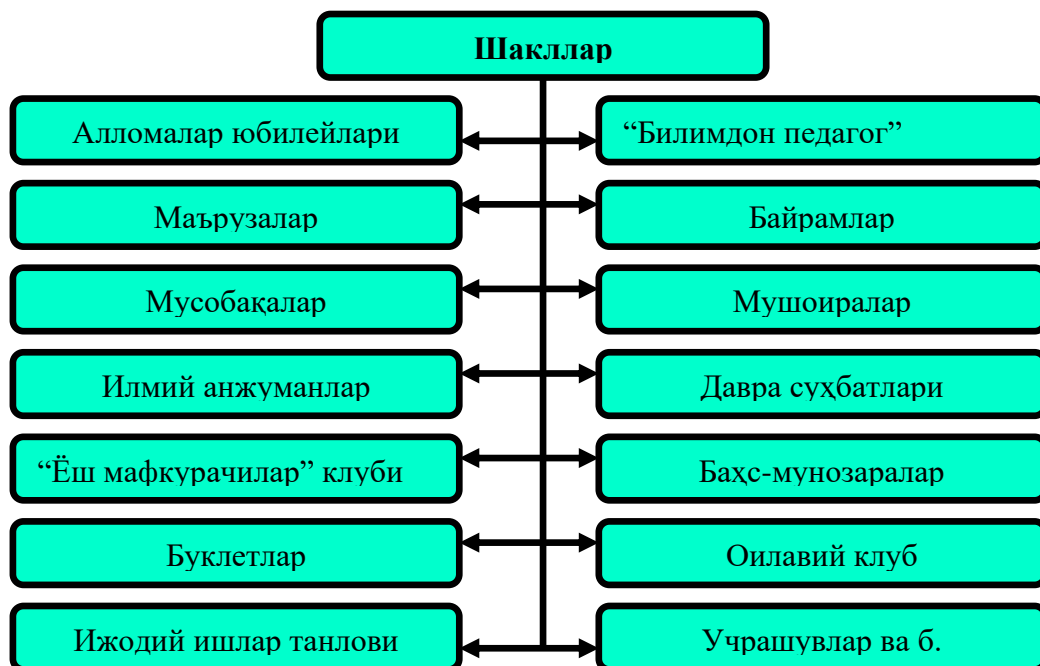 Шакллар
Алломалар юбилейлари
“Билимдон педагог”
Маърузалар
Байрамлар
Мусобақалар
Мушоиралар
Илмий анжуманлар
Давра суҳбатлари
“Ёш мафкурачилар” клуби
Баҳс-мунозаралар
Буклетлар
Оилавий клуб
Ижодий ишлар танлови
Учрашувлар ва б.